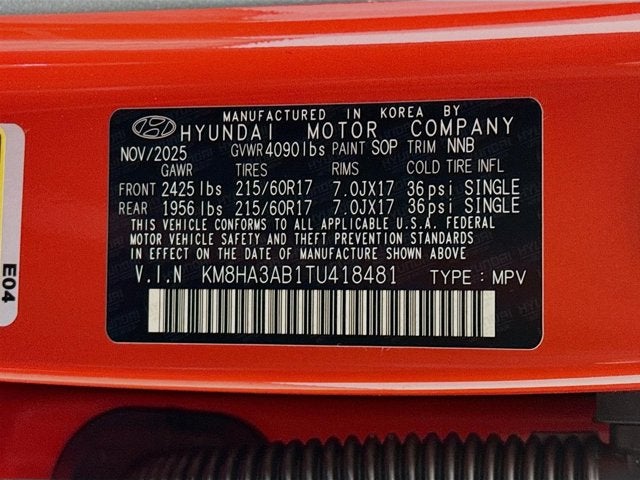 MANUFACTURED IN KOREA BY
HYUNDAI MOTOR COMPANY
NOV/2025 GVWR 4090lbs PAINT SOP TRIM NNB
GAWR TIRES RIMS COLD TIRE INFL
FRONT 2425 lbs 215/60R17 7.0JX17 36psi SINGLE
REAR 1956 lbs 215/60R17 7.0JX17 36psi SINGLE
THIS VEHICLE CONFORMS TO ALL APPLICABLE U.S.A. FEDERAL
MOTOR VEHICLE SAFETY AND THEFT PREVENTION STANDARDS
IN EFFECT ON THE DATE OF MANUFACTURE SHOWN ABOVE.
V.I.N KM8HA3AB1TU418481 TYPE : MPV
E04